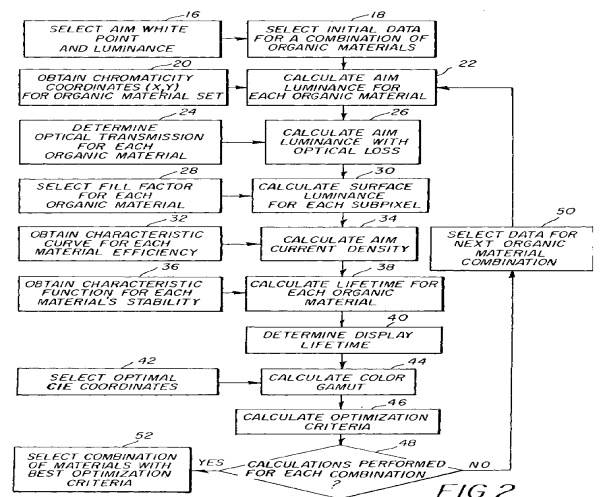 16
SELECT AIM WHITE
POINT
AND LUMINANCE
18
SELECT INITIAL DATA
FOR A COMBINATION OF
ORGANIC MATERIALS
20
OBTAIN CHROMATICITY
COORDINATES (X,Y)
FOR ORGANIC MATERIAL SET
22
CALCULATE AIM
LUMINANCE FOR
EACH ORGANIC MATERIAL
24
DETERMINE
OPTICAL TRANSMISSION
FOR EACH
ORGANIC MATERIAL
26
CALCULATE AIM
LUMINANCE WITH
OPTICAL LOSS
28
SELECT FILL FACTOR
FOR EACH
ORGANIC MATERIAL
30
CALCULATE SURFACE
LUMINANCE
FOR EACH SUBPIXEL
32
OBTAIN CHARACTERISTIC
CURVE FOR EACH
MATERIAL EFFICIENCY
34
CALCULATE AIM
CURRENT DENSITY
50
SELECT DATA FOR
NEXT ORGANIC
MATERIAL
COMBINATION
36
OBTAIN CHARACTERISTIC
FUNCTION FOR EACH
MATERIAL'S STABILITY
38
CALCULATE LIFETIME FOR
EACH ORGANIC
MATERIAL
40
DETERMINE DISPLAY
LIFETIME
42
SELECT OPTIMAL
CIE COORDINATES
44
CALCULATE COLOR
GAMUT
46
CALCULATE OPTIMIZATION
CRITERIA
48
CALCULATIONS PERFORMED
FOR EACH COMBINATION
?
YES
NO
52
SELECT COMBINATION
OF MATERIALS WITH
BEST OPTIMIZATION
CRITERIA
FIG. 2